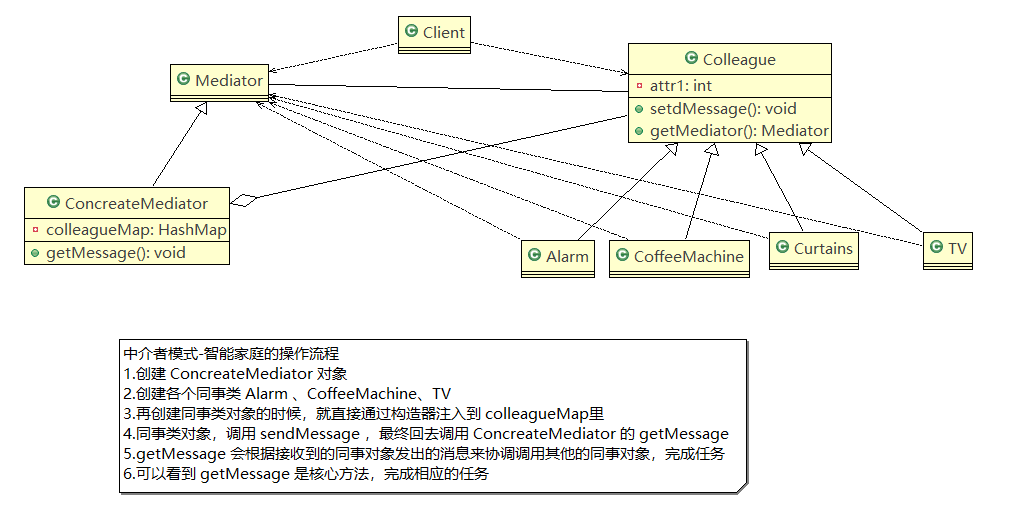 Client
Mediator
Colleague
attr1: int
setdMessage(): void
getMediator(): Mediator
ConcreateMediator
colleagueMap: HashMap
getMessage(): void
Alarm
CoffeeMachine
Curtains
TV
中介者模式-智能家庭的操作流程
1.创建 ConcreateMediator 对象
2.创建各个同事类 Alarm 、CoffeeMachine、TV
3.再创建同事类对象的时候，就直接通过构造器注入到 colleagueMap里
4.同事类对象，调用 sendMessage ，最终回去调用 ConcreateMediator 的 getMessage
5.getMessage 会根据接收到的同事对象发出的消息来协调调用其他的同事对象，完成任务
6.可以看到 getMessage 是核心方法，完成相应的任务